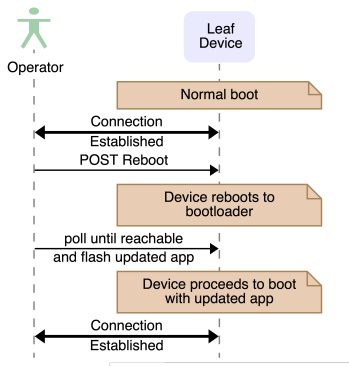 Leaf
Device
Operator
Normal boot
Connection
Established
POST Reboot
Device reboots to
bootloader
poll until reachable
and flash updated app
Device proceeds to boot
with updated app
Connection
Established